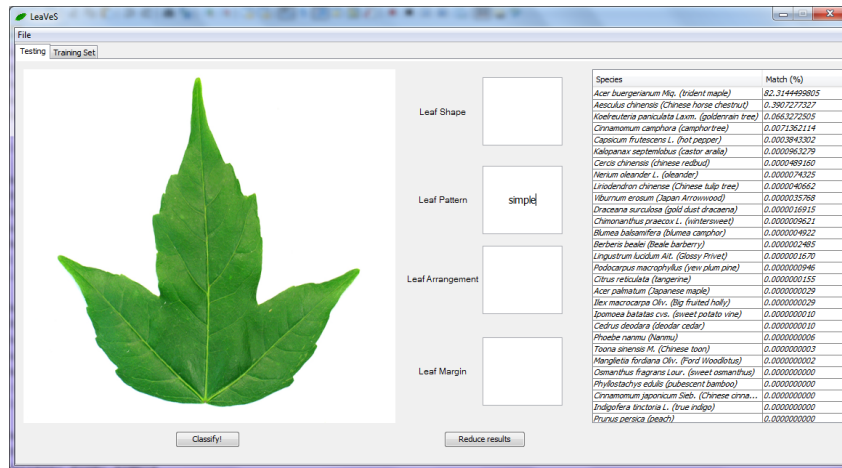 LeaVeS
File
Testing Training Set
Leaf Shape
Leaf Pattern
simple
Leaf Arrangement
Leaf Margin
Classify!
Reduce results
Species Match (%)
Acer buergerianum Miq. (trident maple) 82.3144499805
Aesculus chinensis (Chinese horse chestnut) 0.3907277327
Koelreuteria paniculata Laxm. (goldenrain tree) 0.0663272505
Cinnamomum camphora (camphortree) 0.0071362114
Capsicum frutescens L. (hot pepper) 0.0003843302
Kalopanax septemlobus (castor aralia) 0.0000963279
Cercis chinensis (chinese redbud) 0.0000489160
Nerium oleander L. (oleander) 0.0000074325
Liriodendron chinense (Chinese tulip tree) 0.0000040662
Viburnum erosum (Japan Arrowwood) 0.0000035768
Dracaena surculosa (gold dust dracaena) 0.0000016915
Chimonanthus praecox L. (wintersweet) 0.0000009621
Blumea balsamifera (blumea camphor) 0.0000004922
Berberis bealei (Beale barberry) 0.0000002485
Lingustrum lucidum Ait. (Glossy Privet) 0.0000001670
Podocarpus macrophyllus (yew plum pine) 0.0000000946
Citrus reticulata (tangerine) 0.0000000155
Acer palmatum (Japanese maple) 0.0000000029
Ilex macrocarpa Oliv. (Big fruited holly) 0.0000000029
Ipomoea batatas cvs. (sweet potato vine) 0.0000000010
Cedrus deodara (deodar cedar) 0.0000000010
Phoebe nanmu (Nanmu) 0.0000000006
Toona sinensis M. (Chinese toon) 0.0000000003
Manglietia fordiana Oliv. (Ford Woodlotus) 0.0000000002
Osmanthus fragrans Lour. (sweet osmanthus) 0.0000000000
Phyllostachys edulis (pubescent bamboo) 0.0000000000
Cinnamomum japonicum Sieb. (Chinese cinna... 0.0000000000
Indigofera tinctoria L. (true indigo) 0.0000000000
Prunus persica (peach) 0.0000000000